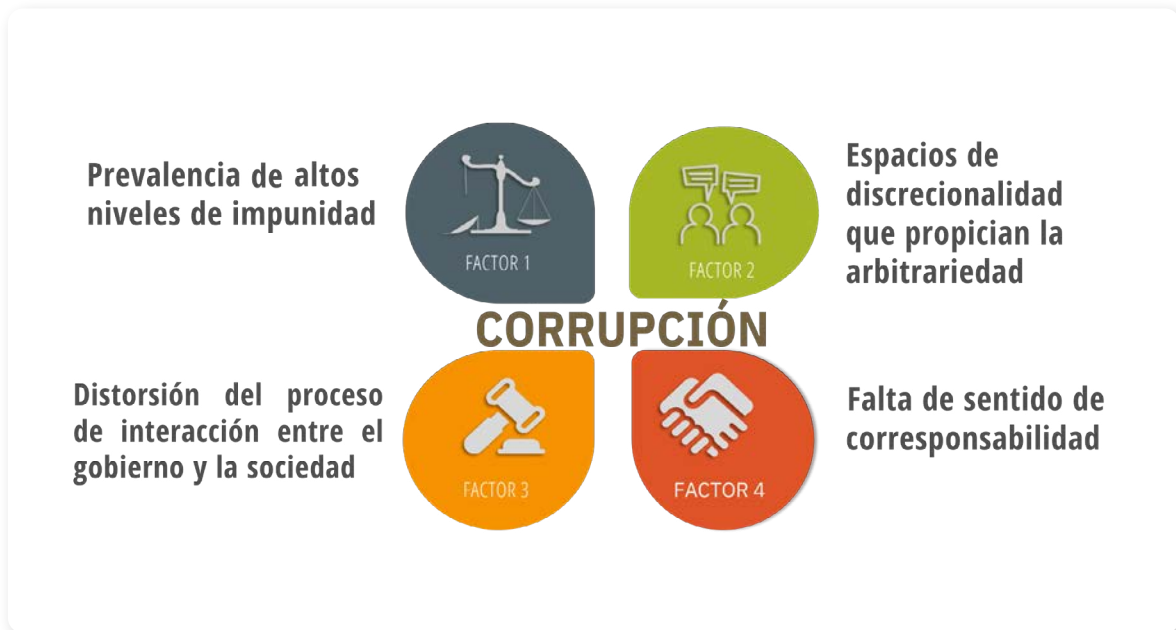 Prevalencia de altos
niveles de impunidad
FACTOR 1
FACTOR 2
Espacios de
discrecionalidad
que propician la
arbitrariedad
CORRUPCIÓN
Distorsión del proceso
de interacción entre el
gobierno y la sociedad
FACTOR 3
FACTOR 4
Falta de sentido de
corresponsabilidad